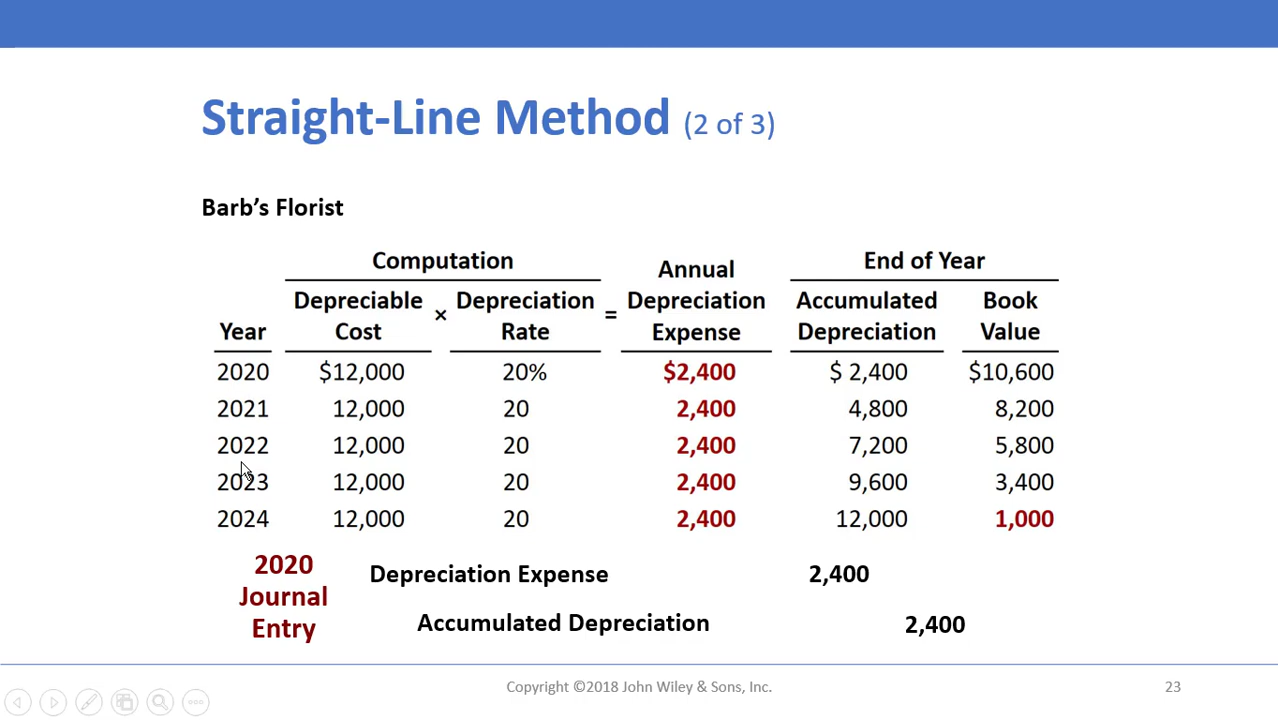 Straight-Line Method (2 of 3)
Barb's Florist
Computation
Annual Depreciation Expense
End of Year
Year
Depreciable Cost
×
Depreciation Rate
=
Accumulated Depreciation
Book Value
2020 $12,000 20% $2,400 $ 2,400 $10,600
2021 12,000 20 2,400 4,800 8,200
2022 12,000 20 2,400 7,200 5,800
2023 12,000 20 2,400 9,600 3,400
2024 12,000 20 2,400 12,000 1,000
2020 Journal Entry
Depreciation Expense 2,400
Accumulated Depreciation 2,400
Copyright ©2018 John Wiley & Sons, Inc.
23